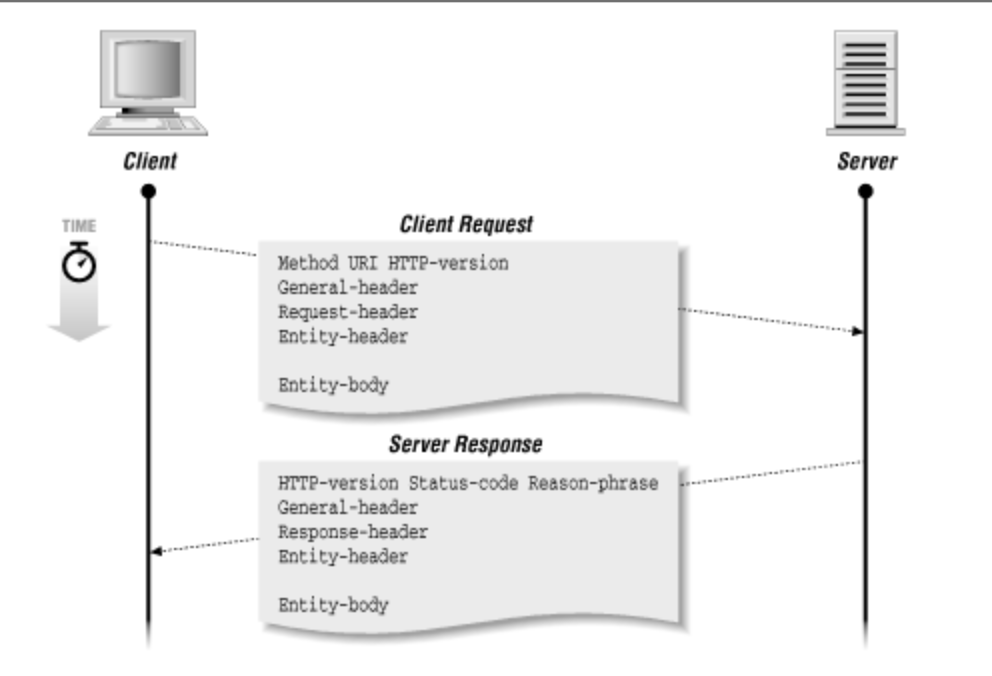 Client
Server
TIME
Client Request
Method URI HTTP-version
General-header
Request-header
Entity-header
Entity-body
Server Response
HTTP-version Status-code Reason-phrase
General-header
Response-header
Entity-header
Entity-body